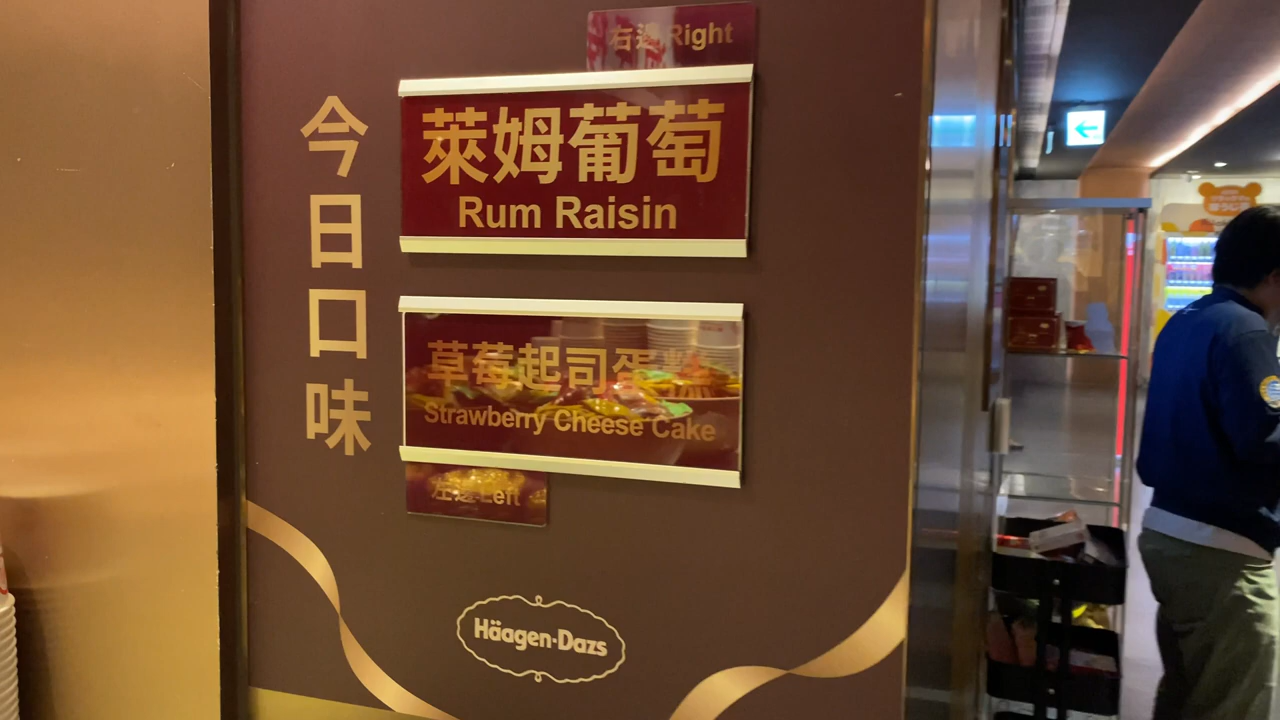 今日口味
右邊 Right
萊姆葡萄
Rum Raisin
草莓起司蛋糕
Strawberry Cheese Cake
左邊 Left
Häagen-Dazs